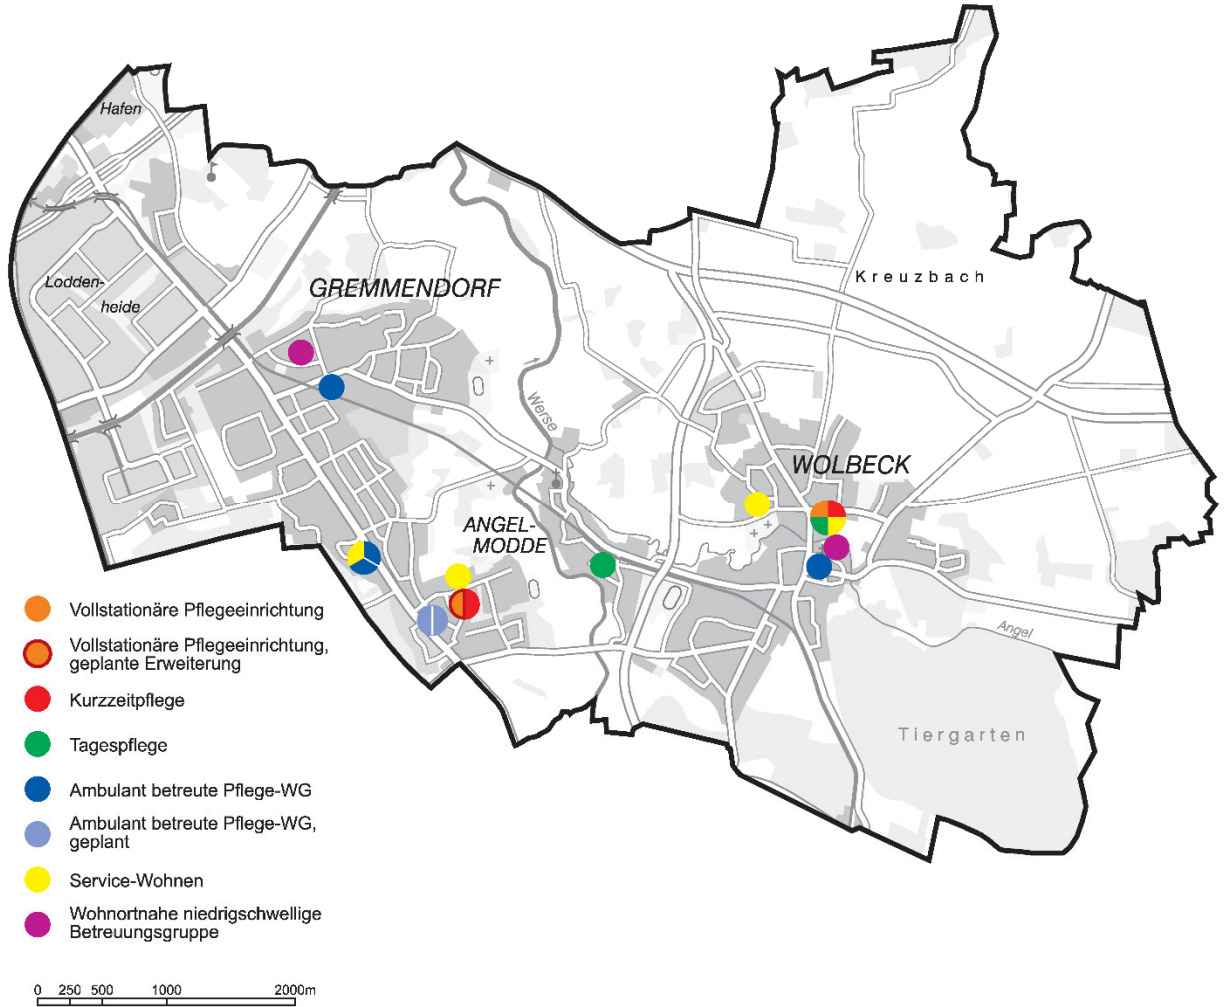 Hafen
Lodden-
heide
GREMMENDORF
Kreuzbach
Werse
WOLBECK
ANGEL-
MODDE
Angel
Tiergarten
Vollstationäre Pflegeeinrichtung
Vollstationäre Pflegeeinrichtung,
geplante Erweiterung
Kurzzeitpflege
Tagespflege
Ambulant betreute Pflege-WG
Ambulant betreute Pflege-WG,
geplant
Service-Wohnen
Wohnortnahe niedrigschwellige
Betreuungsgruppe
0 250 500 1000 2000m